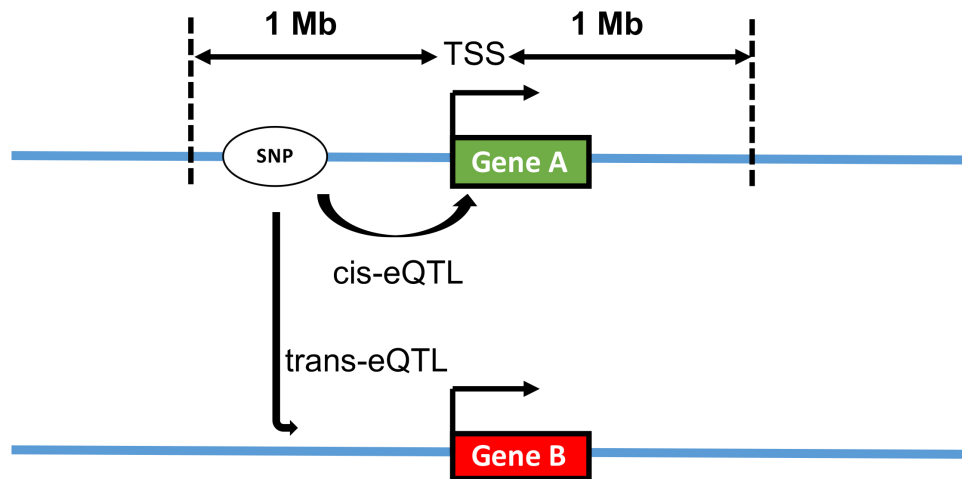 1 Mb 1 Mb
TSS
SNP
Gene A
cis-eQTL
trans-eQTL
Gene B